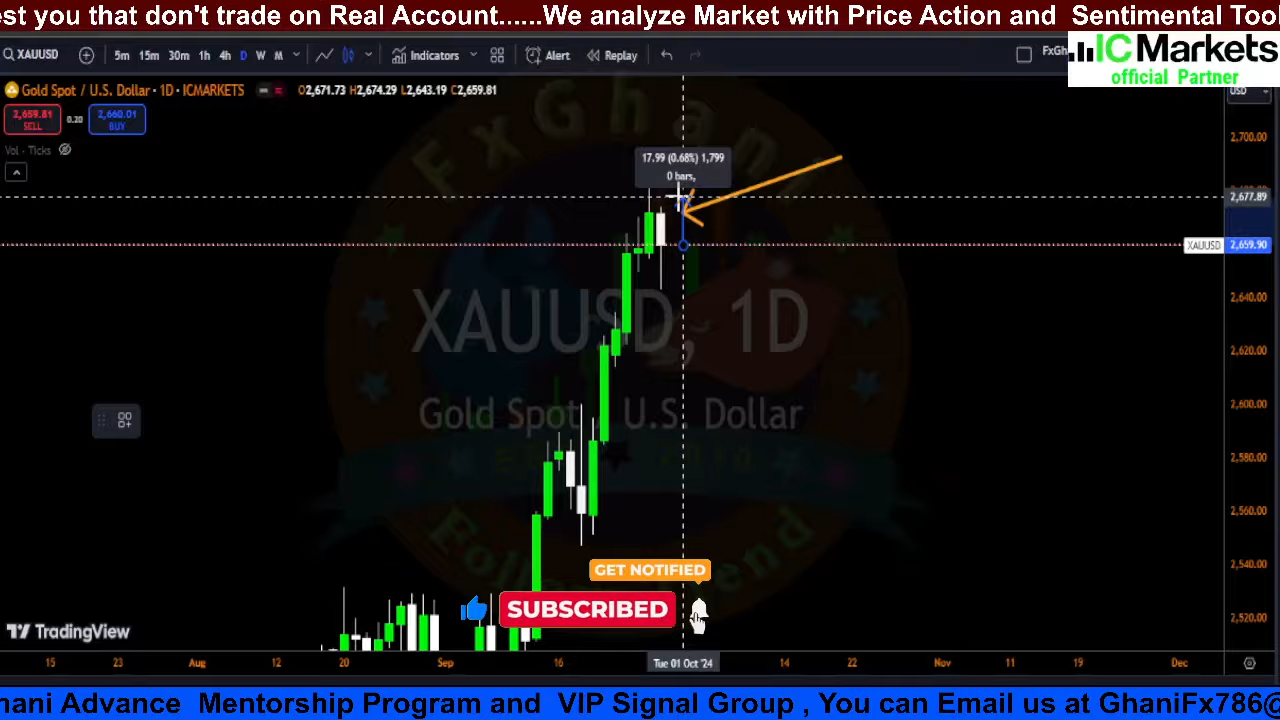 est you that don't trade on Real Account......We analyze Market with Price Action and Sentimental Tool
XAUUSD 5m 15m 30m 1h 4h D W M Indicators Alert Replay FxGh
IC Markets
official Partner
Gold Spot / U.S. Dollar · 1D · ICMARKETS O2,671.73 H2,674.29 L2,643.19 C2,659.81
USD
2,659.81 SELL 0.20 2,660.01 BUY
Vol · Ticks
FxGhani
17.99 (0.68%) 1,799
0 bars,
2,700.00
2,677.89
XAUUSD 2,659.90
2,640.00
2,620.00
2,600.00
2,580.00
2,560.00
2,540.00
2,520.00
XAUUSD, 1D
Gold Spot / U.S. Dollar
GET NOTIFIED
SUBSCRIBED
TradingView
15 23 Aug 12 20 Sep 16 Tue 01 Oct '24 14 22 Nov 11 19 Dec
hani Advance Mentorship Program and VIP Signal Group , You can Email us at GhaniFx786@